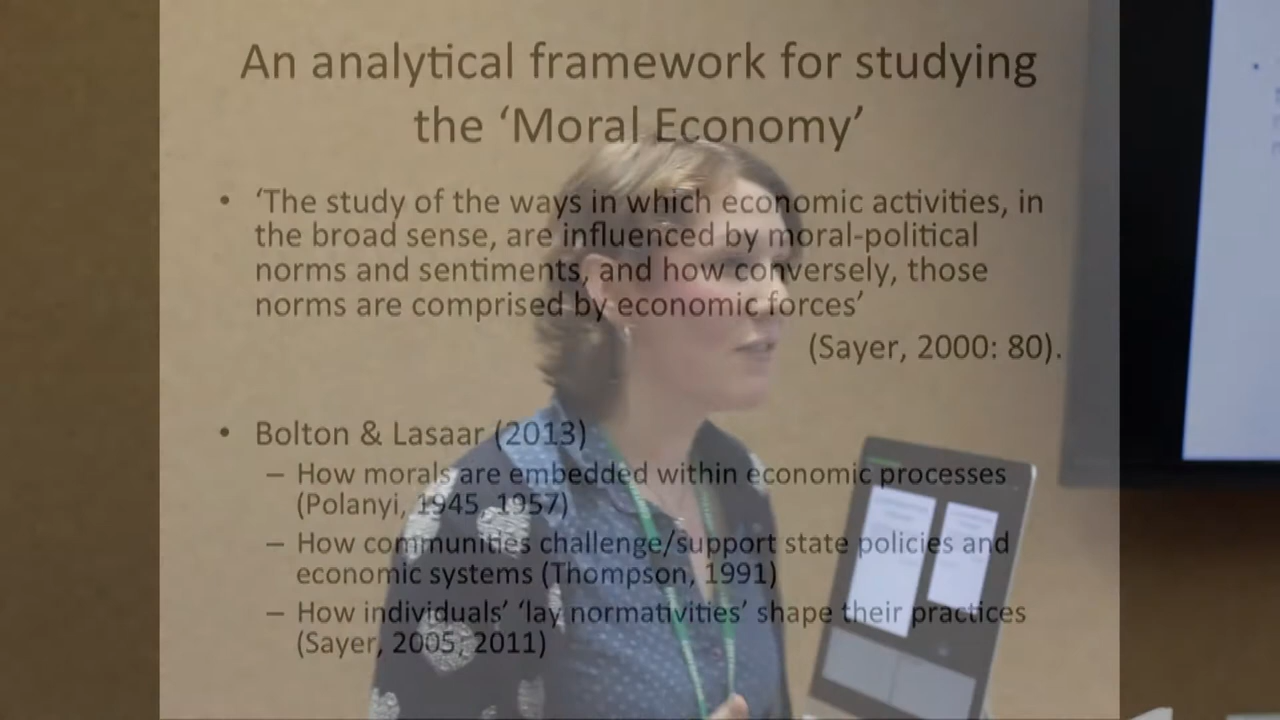 An analytical framework for studying
the ‘Moral Economy’
• ‘The study of the ways in which economic activities, in
the broad sense, are influenced by moral-political
norms and sentiments, and how conversely, those
norms are comprised by economic forces’
(Sayer, 2000: 80).
• Bolton & Lasaar (2013)
– How morals are embedded within economic processes
(Polanyi, 1945, 1957)
– How communities challenge/support state policies and
economic systems (Thompson, 1991)
– How individuals’ ‘lay normativities’ shape their practices
(Sayer, 2005, 2011)